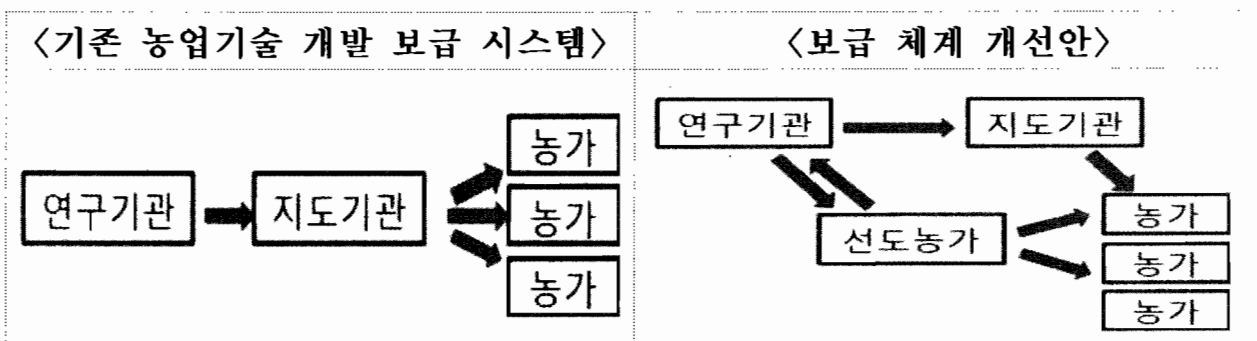 〈기존 농업기술 개발 보급 시스템〉
〈보급 체계 개선안〉
연구기관
지도기관
농가
농가
농가
연구기관
지도기관
선도농가
농가
농가
농가